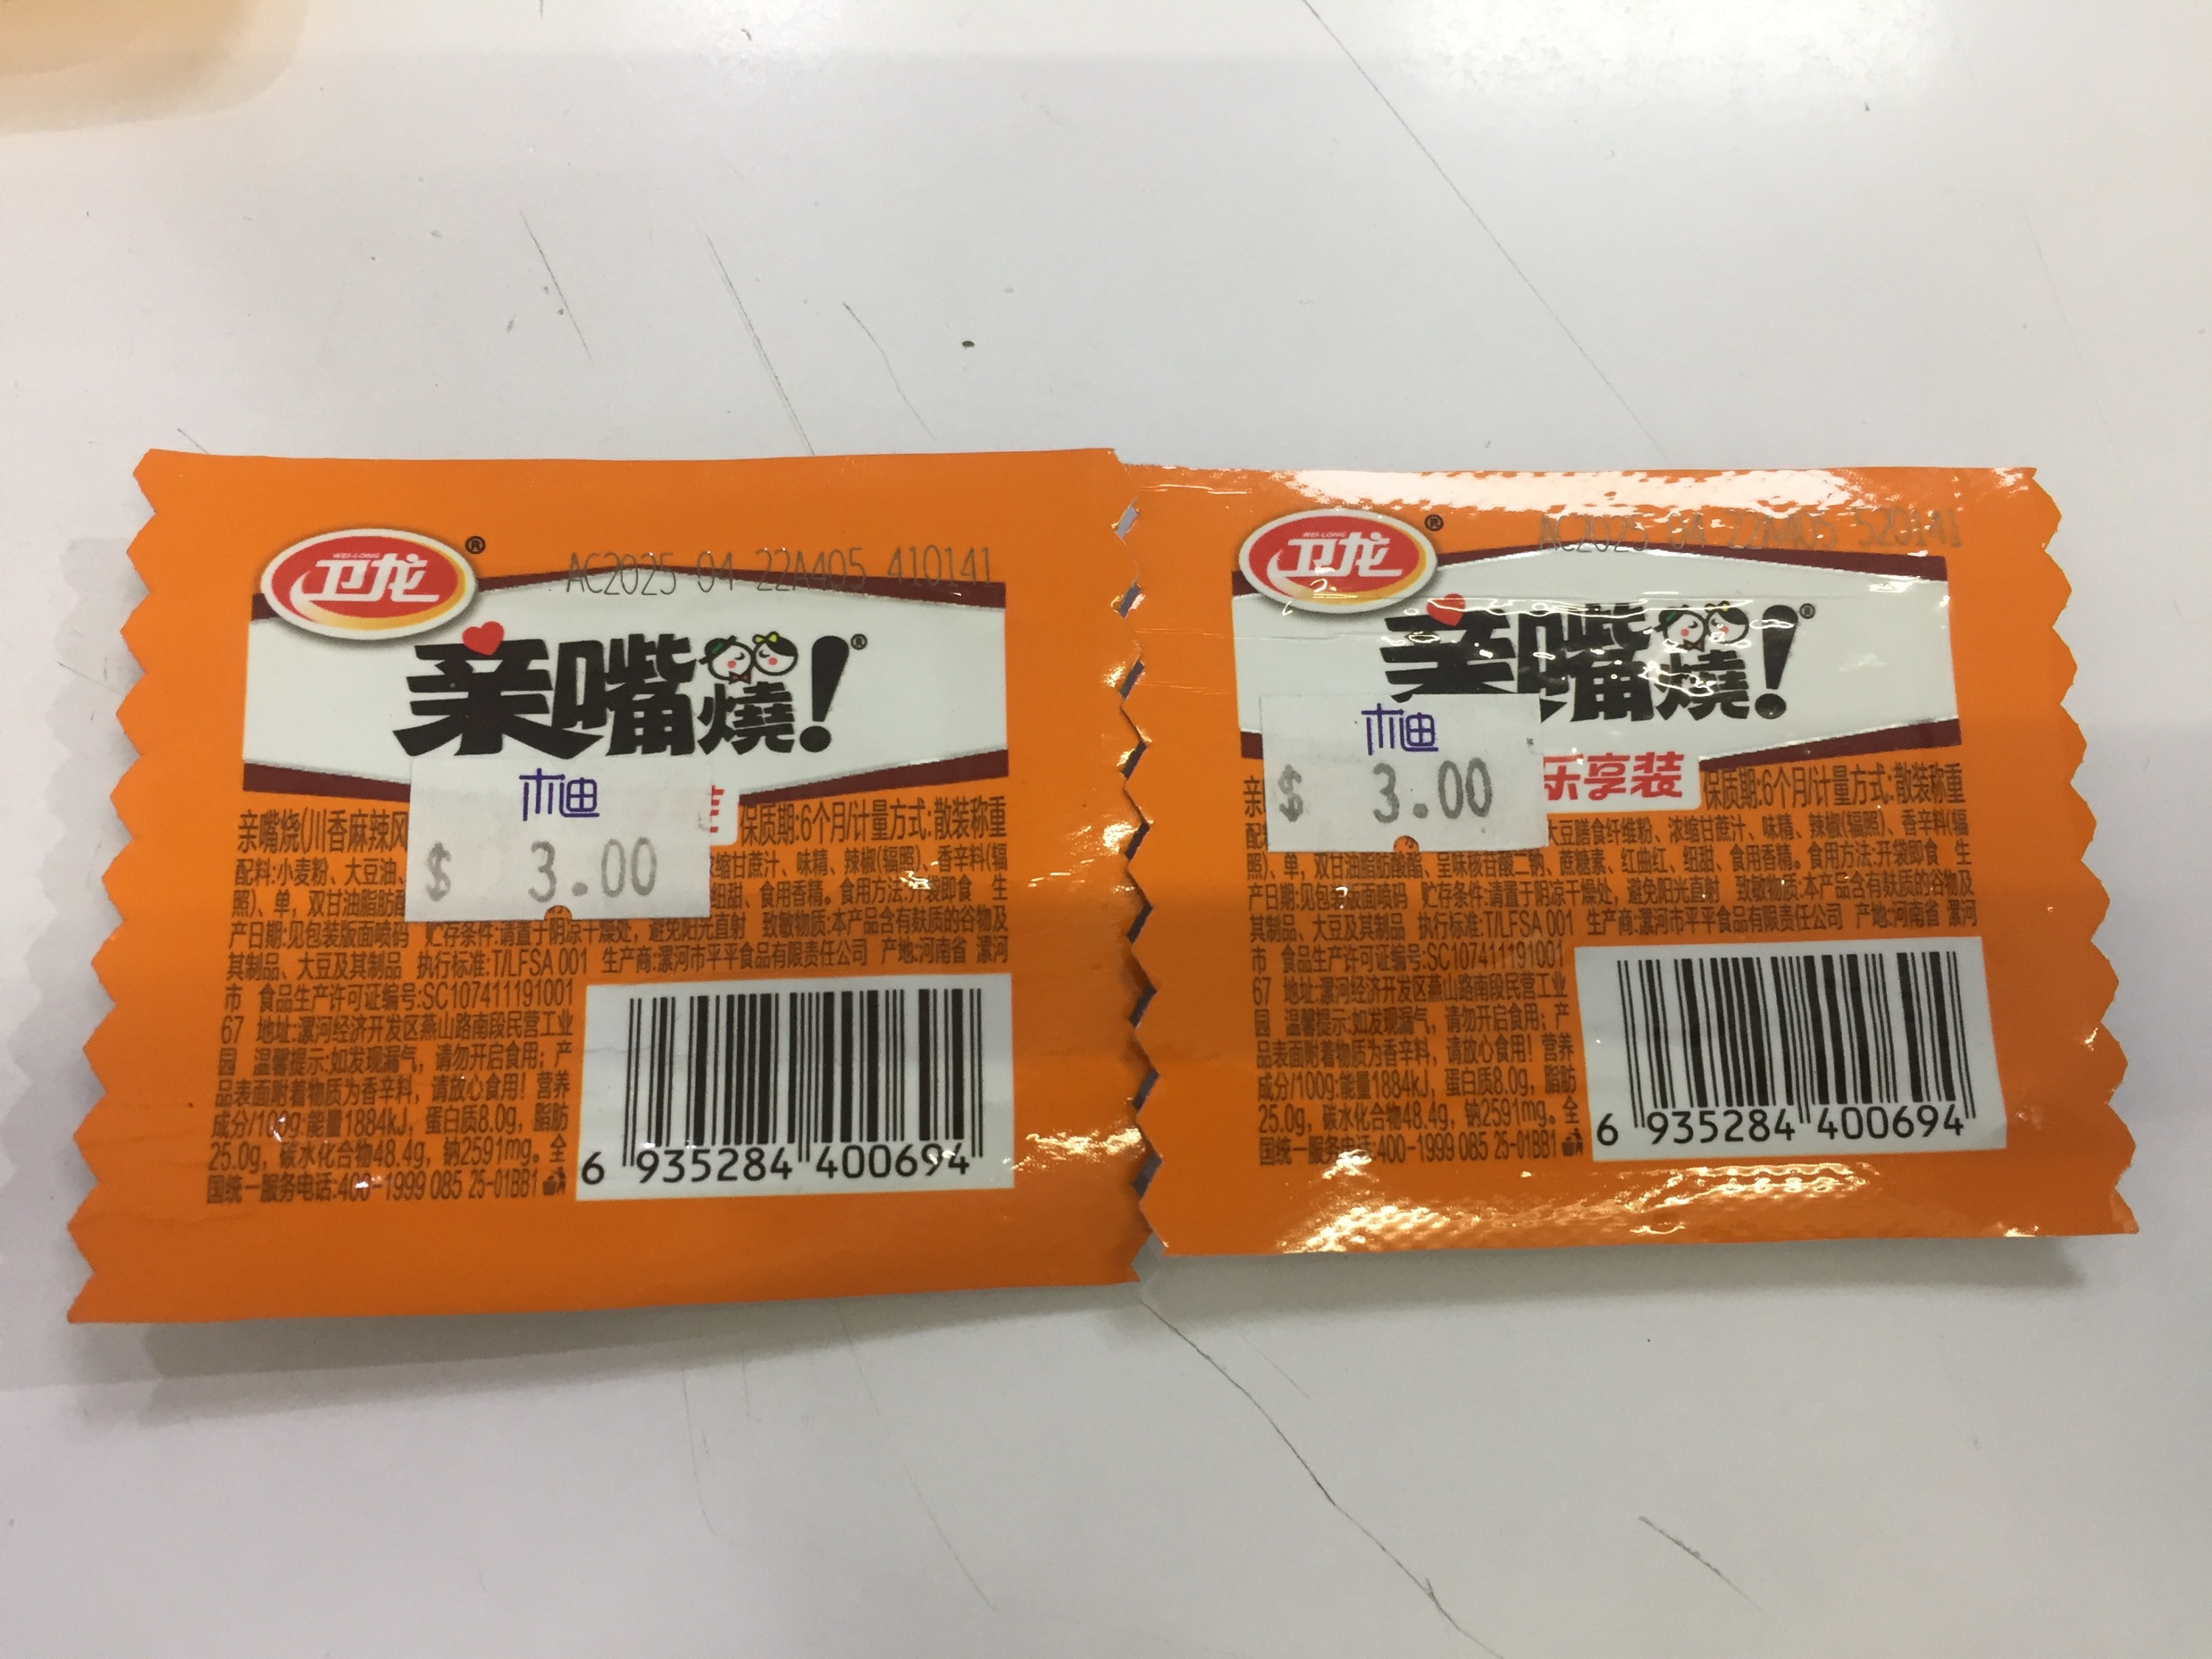 WEI-LONG
卫龙®
AC2025 04 22A405 410141
亲嘴燒!®
木迪
$ 3.00
亲嘴烧(川香麻辣风
保质期:6个月/计量方式:散装称重
配料:小麦粉、大豆油、
缩甘蔗汁、味精、辣椒(辐照)、香辛料(辐
照)、单，双甘油脂肪
细甜、食用香精。食用方法:开袋即食 生
产日期:见包装版面喷码 贮存条件:请置于阴凉干燥处，避免阳光直射 致敏物质:本产品含有麸质的谷物及
其制品、大豆及其制品 执行标准:T/LFSA 001 生产商:漯河市平平食品有限责任公司 产地:河南省 漯河
市 食品生产许可证编号:SC107411191001
67 地址:漯河经济开发区燕山路南段民营工业
园 温馨提示:如发现漏气，请勿开启食用；产
品表面附着物质为香辛料，请放心食用！营养
成分/100g:能量1884kJ，蛋白质8.0g，脂肪
25.0g，碳水化合物48.4g，钠2591mg。全
国统一服务电话:400-1999 085 25-01BB1
6 935284 400694
WEI-LONG
卫龙®
AC2025 04 22A405 520141
亲嘴燒!®
木迪
$ 3.00
乐享装
亲
保质期:6个月/计量方式:散装称重
配
大豆膳食纤维粉、浓缩甘蔗汁、味精、辣椒(辐照)、香辛料(辐
照)、单，双甘油脂肪酸酯、呈味核苷酸二钠、蔗糖素、红曲红、细甜、食用香精。食用方法:开袋即食 生
产日期:见包装版面喷码 贮存条件:请置于阴凉干燥处，避免阳光直射 致敏物质:本产品含有麸质的谷物及
其制品、大豆及其制品 执行标准:T/LFSA 001 生产商:漯河市平平食品有限责任公司 产地:河南省 漯河
市 食品生产许可证编号:SC107411191001
67 地址:漯河经济开发区燕山路南段民营工业
园 温馨提示:如发现漏气，请勿开启食用；产
品表面附着物质为香辛料，请放心食用！营养
成分/100g:能量1884kJ，蛋白质8.0g，脂肪
25.0g，碳水化合物48.4g，钠2591mg。全
国统一服务电话:400-1999 085 25-01BB1
6 935284 400694